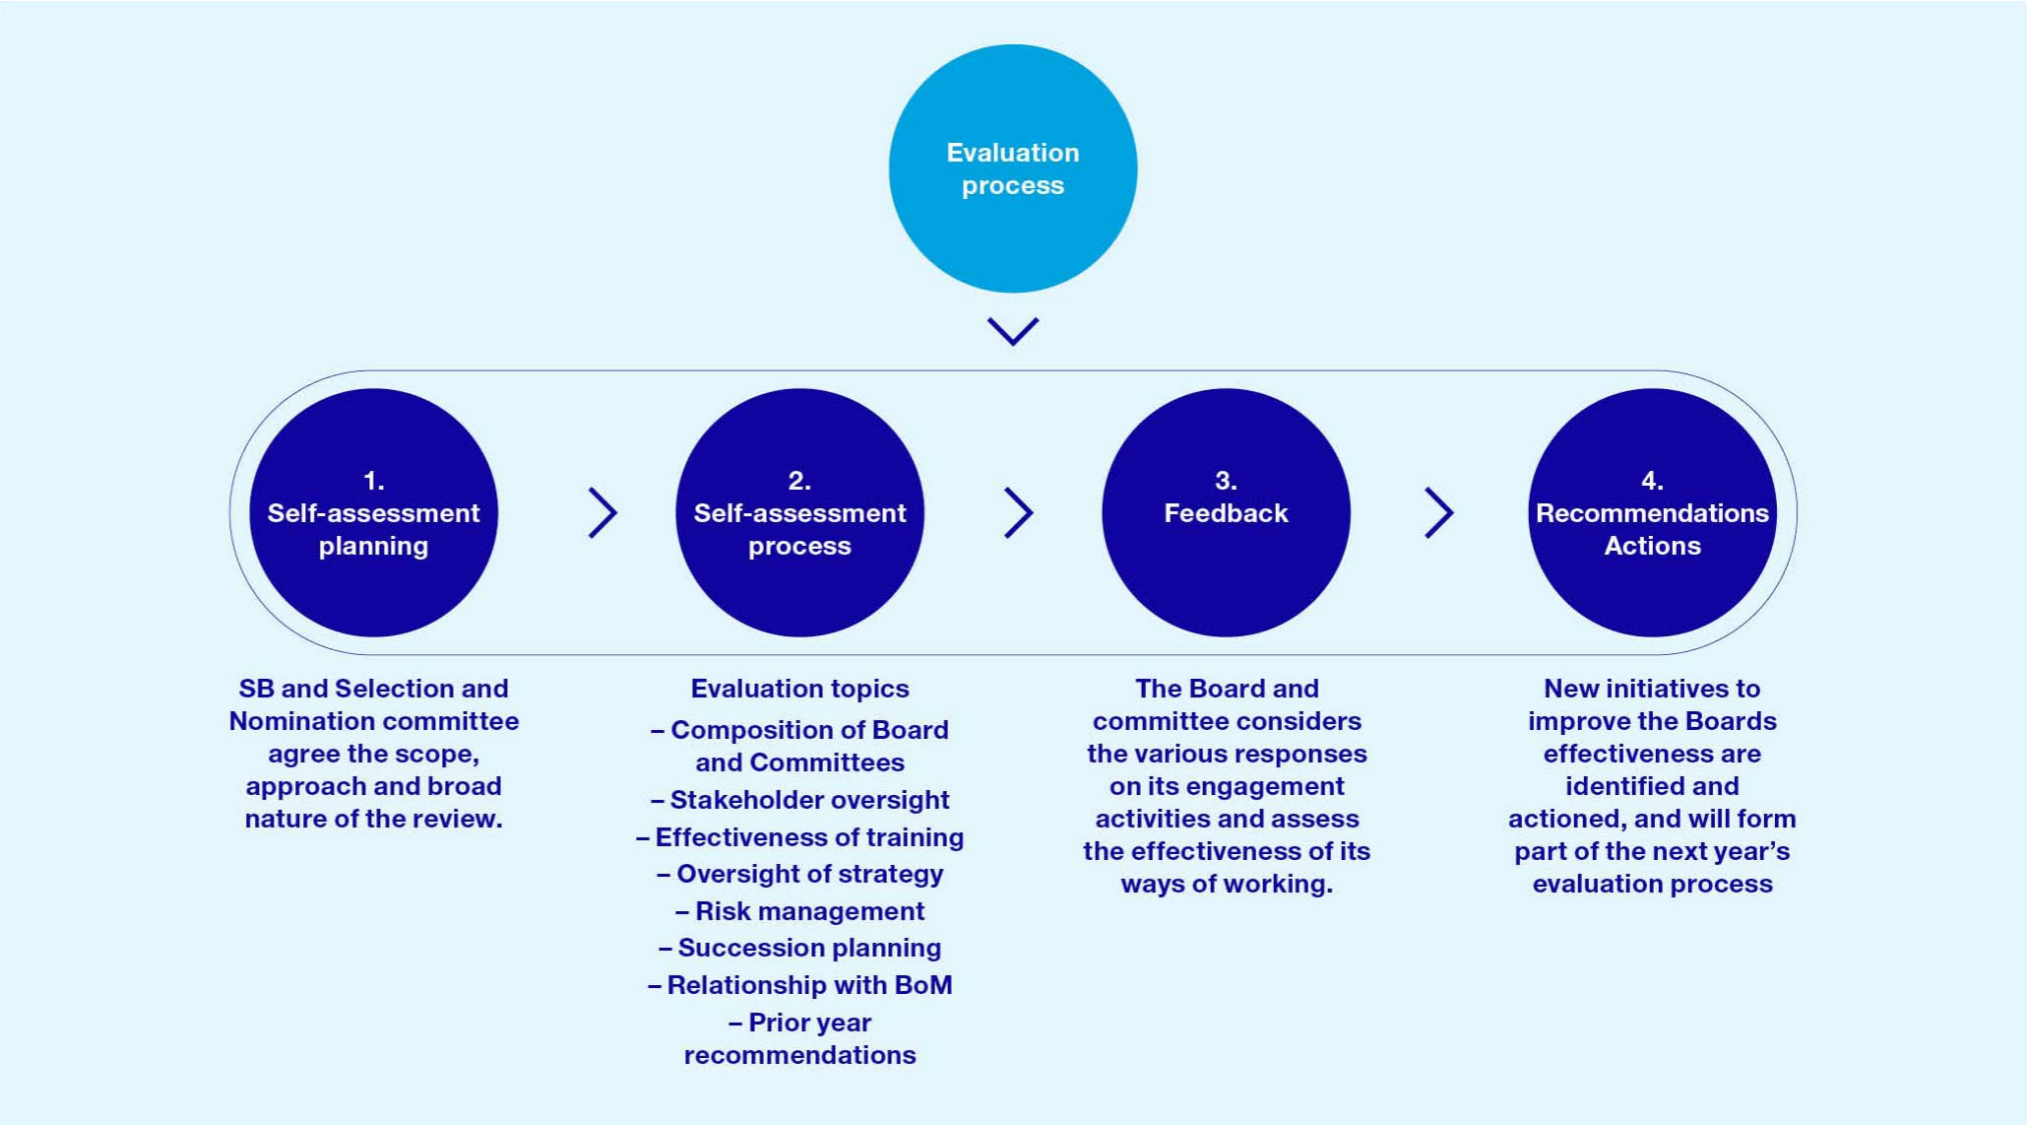 Evaluation
process
1.
Self-assessment
planning
2.
Self-assessment
process
3.
Feedback
4.
Recommendations
Actions
SB and Selection and
Nomination committee
agree the scope,
approach and broad
nature of the review.
Evaluation topics
– Composition of Board
and Committees
– Stakeholder oversight
– Effectiveness of training
– Oversight of strategy
– Risk management
– Succession planning
– Relationship with BoM
– Prior year
recommendations
The Board and
committee considers
the various responses
on its engagement
activities and assess
the effectiveness of its
ways of working.
New initiatives to
improve the Boards
effectiveness are
identified and
actioned, and will form
part of the next year’s
evaluation process